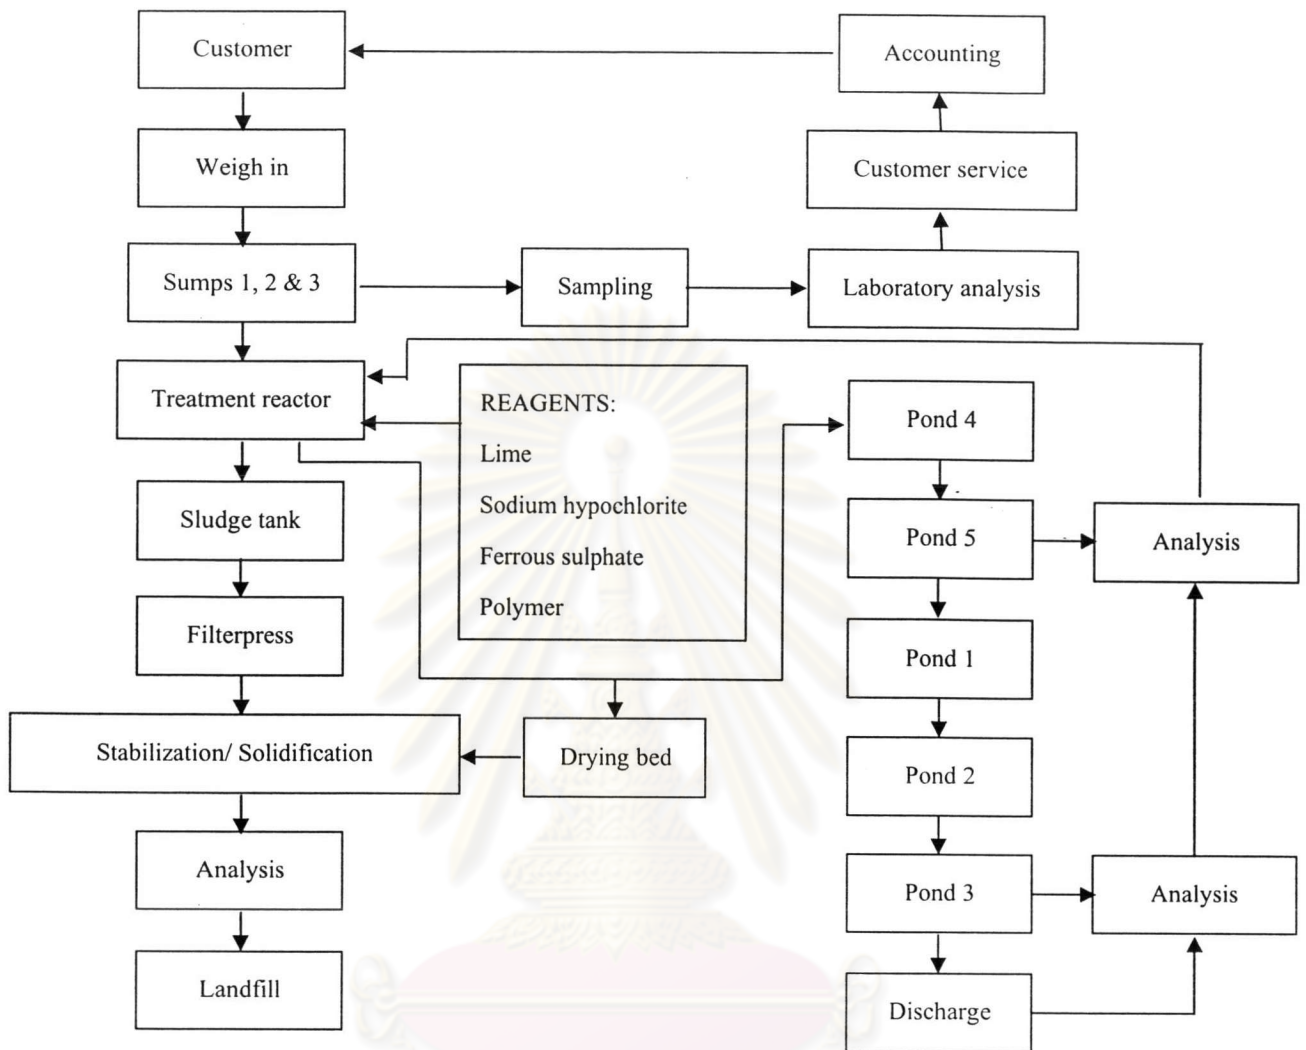 Customer
Accounting
Weigh in
Customer service
Sumps 1, 2 & 3
Sampling
Laboratory analysis
Treatment reactor
REAGENTS:
Lime
Sodium hypochlorite
Ferrous sulphate
Polymer
Pond 4
Sludge tank
Pond 5
Analysis
Filterpress
Pond 1
Stabilization/ Solidification
Drying bed
Pond 2
Analysis
Pond 3
Analysis
Landfill
Discharge